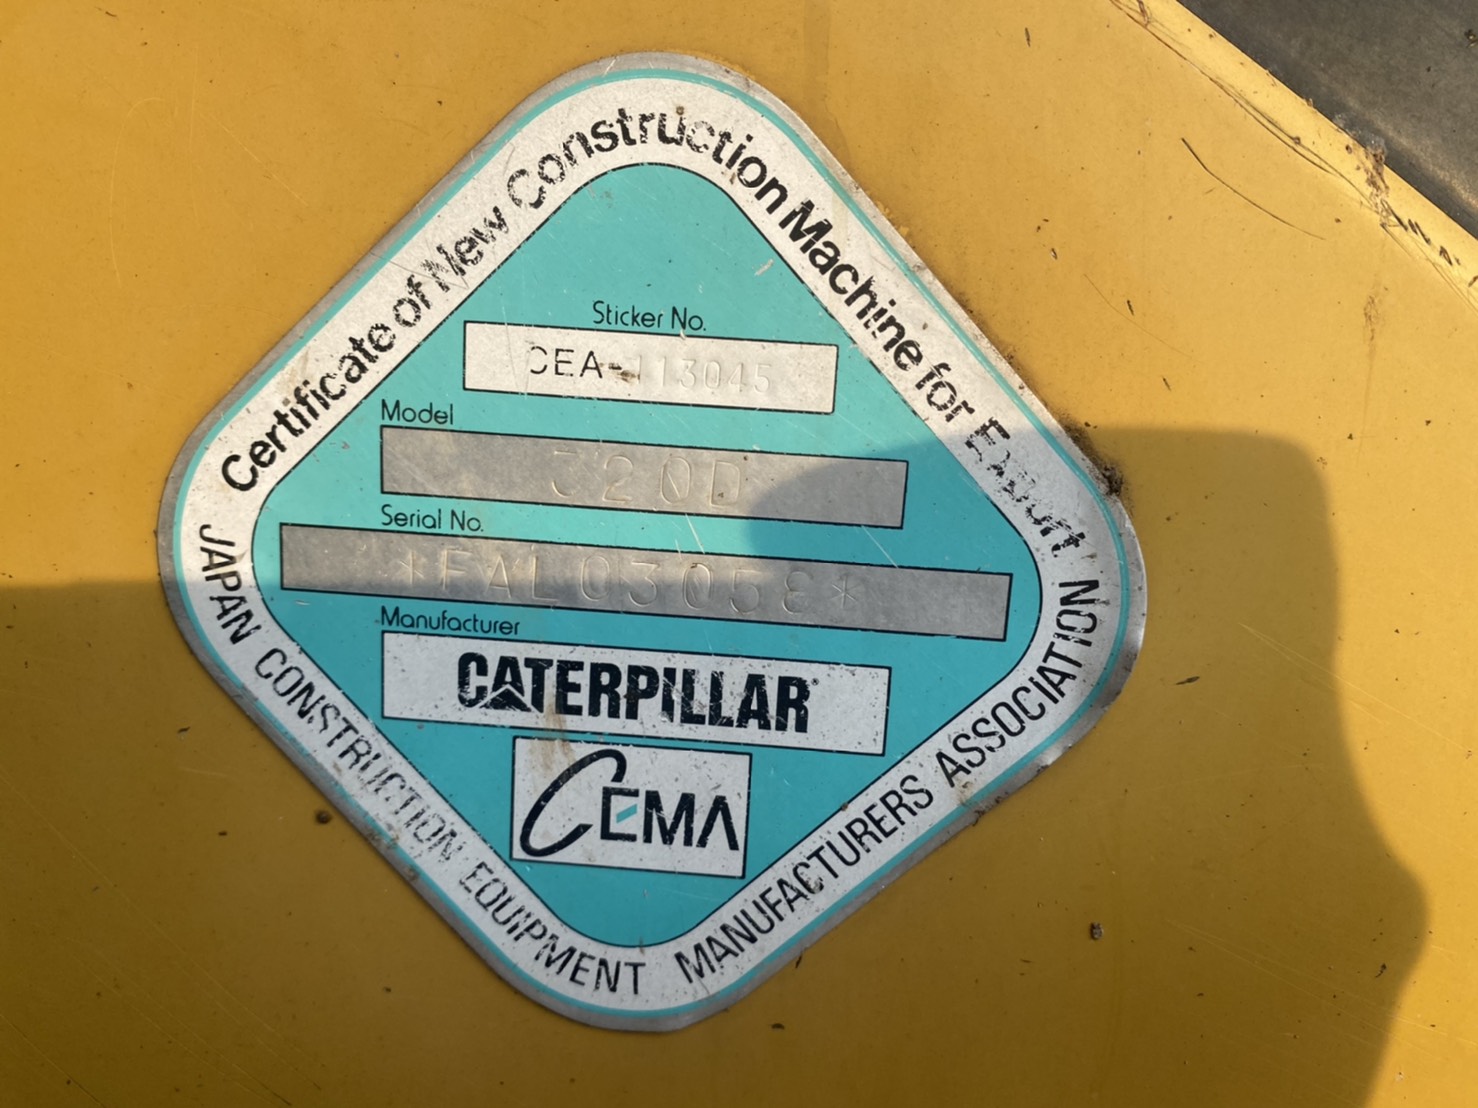 Certificate of New Construction Machine for Export
Sticker No.
CEA-113045
Model
320D
Serial No.
Manufacturer
CATERPILLAR
CEMA
JAPAN CONSTRUCTION EQUIPMENT MANUFACTURERS ASSOCIATION